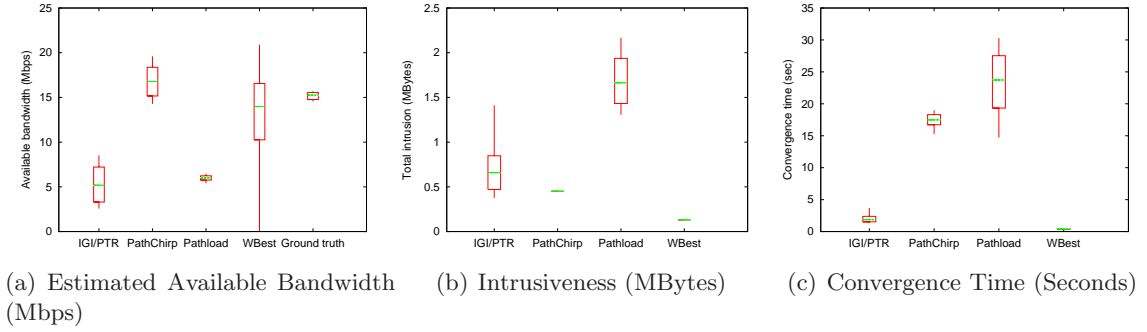 Available bandwidth (Mbps)
25
20
15
10
5
0
IGI/PTR PathChirp Pathload WBest Ground truth
Total intrusion (MBytes)
2.5
2
1.5
1
0.5
0
IGI/PTR PathChirp Pathload WBest
Convergence time (sec)
35
30
25
20
15
10
5
0
IGI/PTR PathChirp Pathload WBest
(a) Estimated Available Bandwidth
(Mbps)
(b) Intrusiveness (MBytes)
(c) Convergence Time (Seconds)